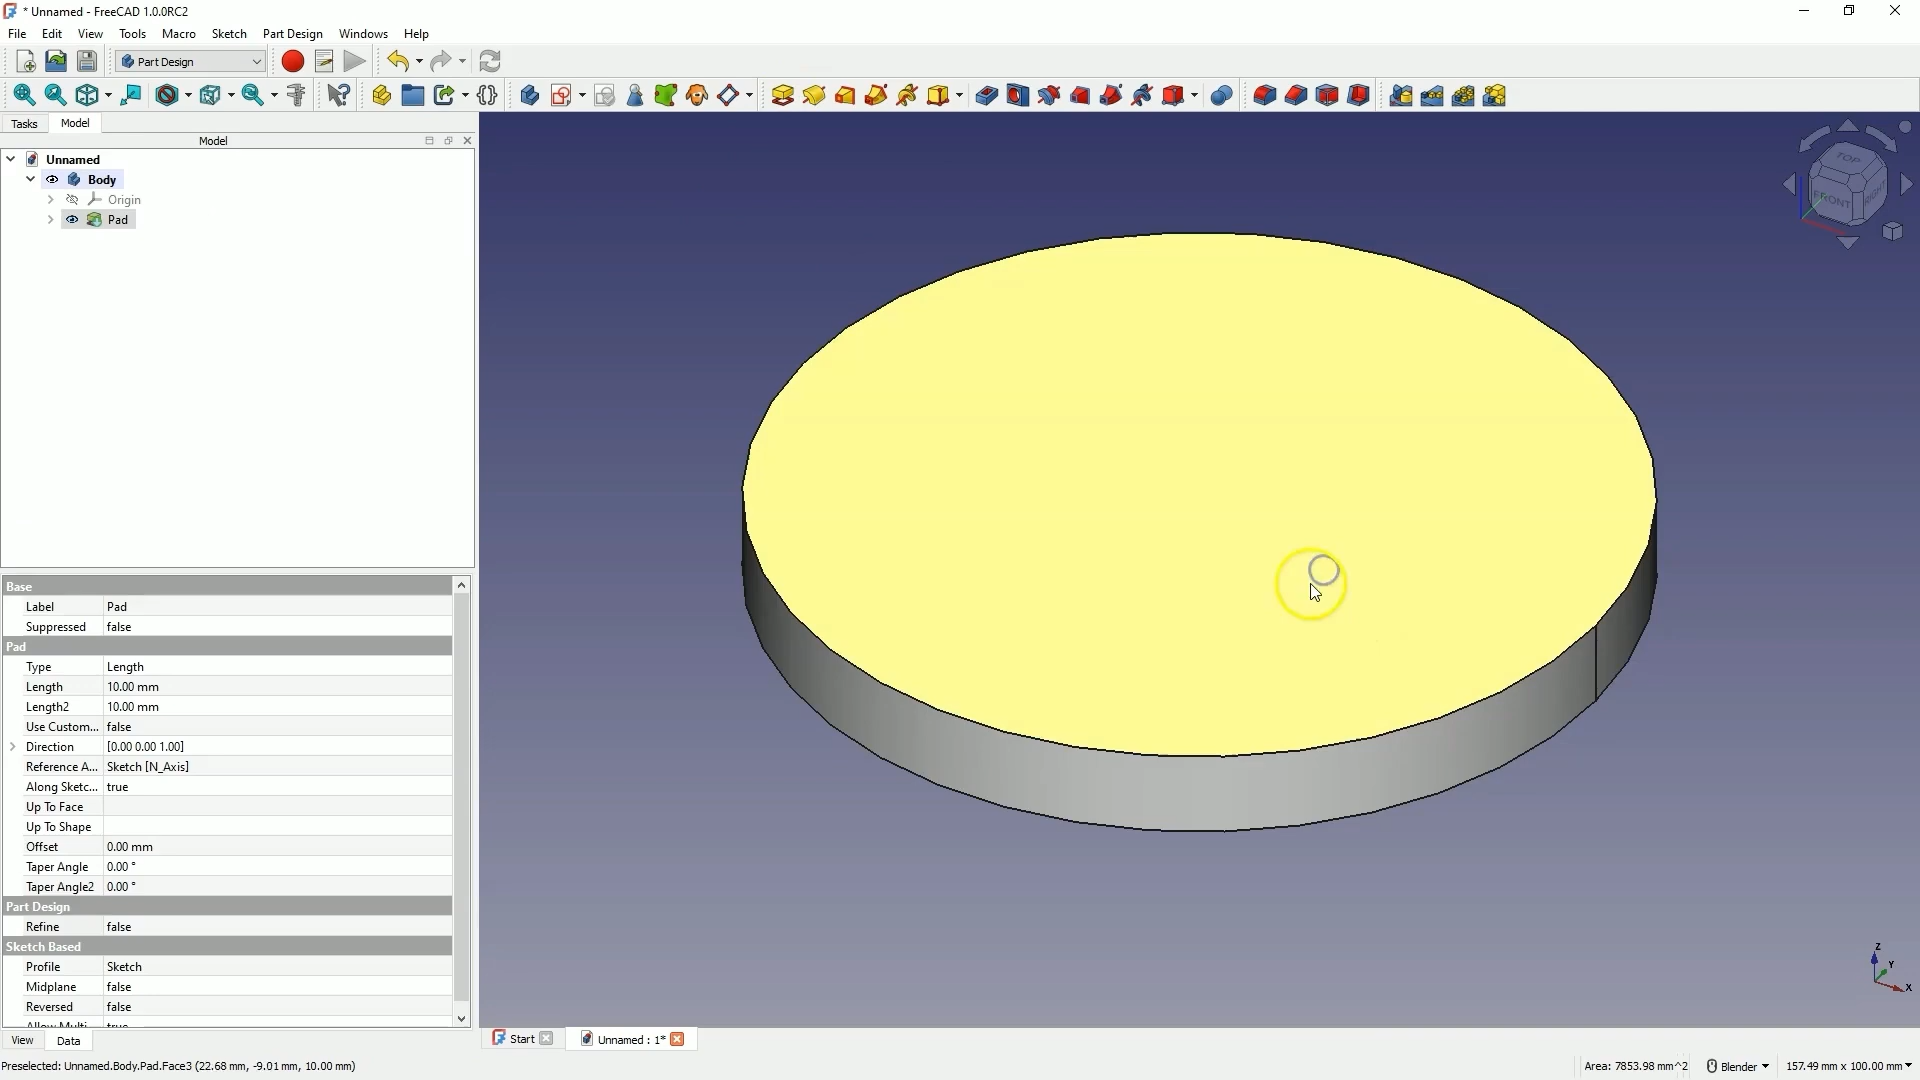 * Unnamed - FreeCAD 1.0.0RC2
File Edit View Tools Macro Sketch Part Design Windows Help
Part Design
Tasks Model
Model
Unnamed
Body
Origin
Pad
TOP
FRONT
RIGHT
Base
Label Pad
Suppressed false
Pad
Type Length
Length 10.00 mm
Length2 10.00 mm
Use Custom... false
Direction [0.00 0.00 1.00]
Reference A... Sketch [N_Axis]
Along Sketc... true
Up To Face
Up To Shape
Offset 0.00 mm
Taper Angle 0.00 °
Taper Angle2 0.00 °
Part Design
Refine false
Sketch Based
Profile Sketch
Midplane false
Reversed false
Allow Multi... true
Z
Y
X
View Data
Start Unnamed : 1*
Preselected: Unnamed.Body.Pad.Face3 (22.68 mm, -9.01 mm, 10.00 mm)
Area: 7853.98 mm^2 Blender 157.49 mm x 100.00 mm